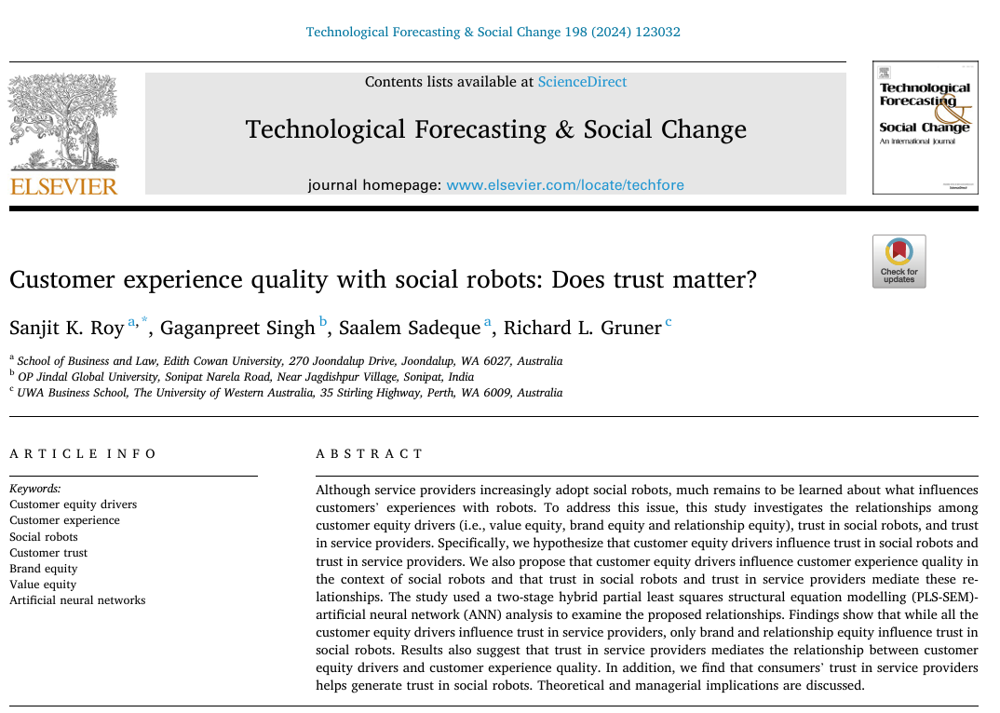 Technological Forecasting & Social Change 198 (2024) 123032
Contents lists available at ScienceDirect
Technological Forecasting & Social Change
journal homepage: www.elsevier.com/locate/techfore
ELSEVIER
Technological
Forecasting
&
Social Change
An International Journal
Check for
updates
Customer experience quality with social robots: Does trust matter?
Sanjit K. Roy a,*, Gaganpreet Singh b, Saalem Sadeque a, Richard L. Gruner c
a School of Business and Law, Edith Cowan University, 270 Joondalup Drive, Joondalup, WA 6027, Australia
b OP Jindal Global University, Sonipat Narela Road, Near Jagdishpur Village, Sonipat, India
c UWA Business School, The University of Western Australia, 35 Stirling Highway, Perth, WA 6009, Australia
ARTICLE INFO
Keywords:
Customer equity drivers
Customer experience
Social robots
Customer trust
Brand equity
Value equity
Artificial neural networks
ABSTRACT
Although service providers increasingly adopt social robots, much remains to be learned about what influences
customers' experiences with robots. To address this issue, this study investigates the relationships among
customer equity drivers (i.e., value equity, brand equity and relationship equity), trust in social robots, and trust
in service providers. Specifically, we hypothesize that customer equity drivers influence trust in social robots and
trust in service providers. We also propose that customer equity drivers influence customer experience quality in
the context of social robots and that trust in social robots and trust in service providers mediate these re-
lationships. The study used a two-stage hybrid partial least squares structural equation modelling (PLS-SEM)-
artificial neural network (ANN) analysis to examine the proposed relationships. Findings show that while all the
customer equity drivers influence trust in service providers, only brand and relationship equity influence trust in
social robots. Results also suggest that trust in service providers mediates the relationship between customer
equity drivers and customer experience quality. In addition, we find that consumers' trust in service providers
helps generate trust in social robots. Theoretical and managerial implications are discussed.